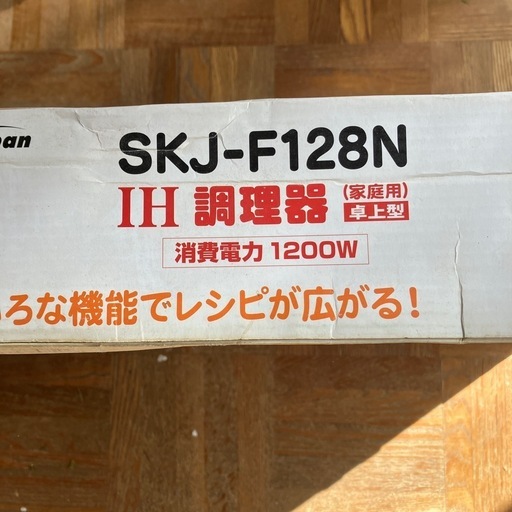 pan
SKJ-F128N
IH 調理器 (家庭用) 卓上型
消費電力 1200W
ろな機能でレシピが広がる!